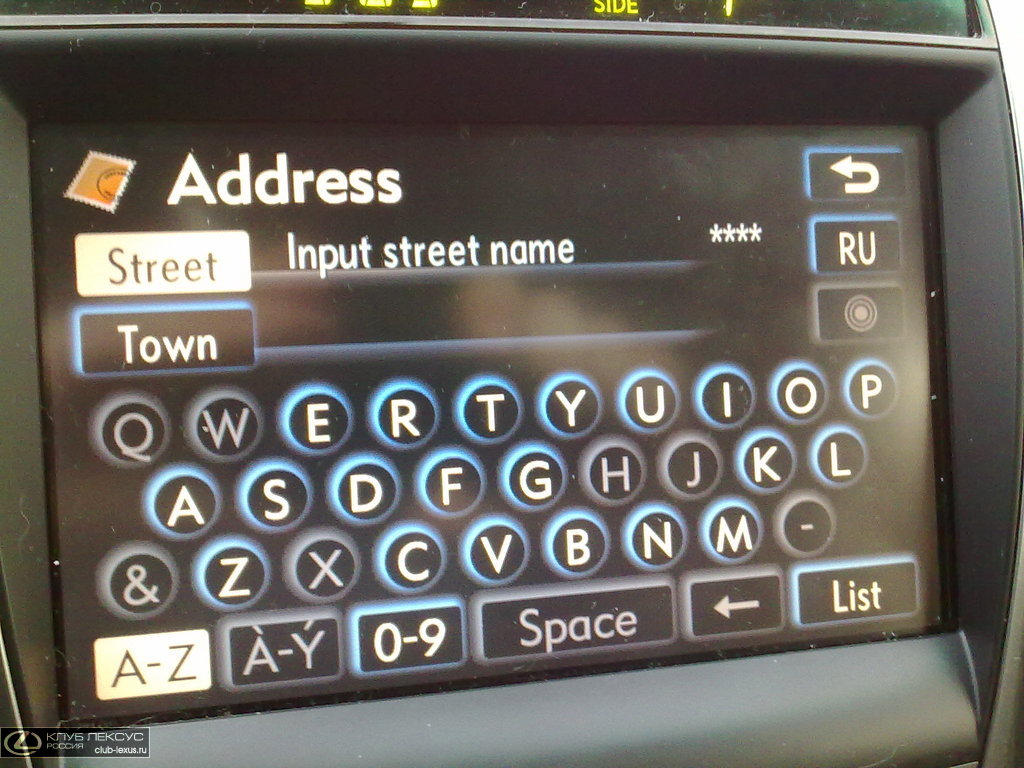 SIDE
Address
Street Input street name ****
RU
Town
Q W E R T Y U I O P
A S D F G H J K L
& Z X C V B N M -
A-Z À-Ý 0-9 Space ← List
КЛУБ ЛЕКСУС
РОССИЯ club-lexus.ru